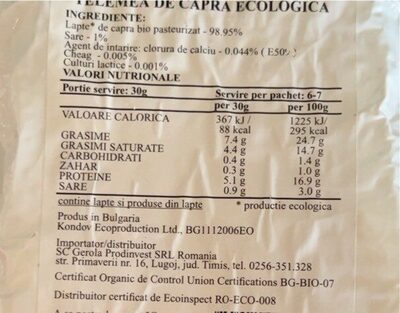 TELEMEA DE CAPRA ECOLOGICA
INGREDIENTE:
Lapte* de capra bio pasteurizat - 98.95%
Sare - 1%
Agent de intarire: clorura de calciu - 0.044% ( E509 )
Cheag - 0.005%
Culturi lactice - 0.001%
VALORI NUTRITIONALE
Portie servire: 30g Servire per pachet: 6-7
per 30g per 100g
VALOARE CALORICA 367 kJ / 1225 kJ/
88 kcal 295 kcal
GRASIME 7.4 g 24.7 g
GRASIMI SATURATE 4.4 g 14.7 g
CARBOHIDRATI 0.4 g 1.4 g
ZAHAR 0.3 g 1.0 g
PROTEINE 5.1 g 16.9 g
SARE 0.9 g 3.0 g
contine lapte si produse din lapte * productie ecologica
Produs in Bulgaria
Kondov Ecoproduction Ltd., BG1112006EO
Importator/distribuitor
SC Gerola Prodinvest SRL Romania
str. Primaverii nr. 16, Lugoj, jud. Timis, tel. 0256-351.328
Certificat Organic de Control Union Certifications BG-BIO-07
Distribuitor certificat de Ecoinspect RO-ECO-008